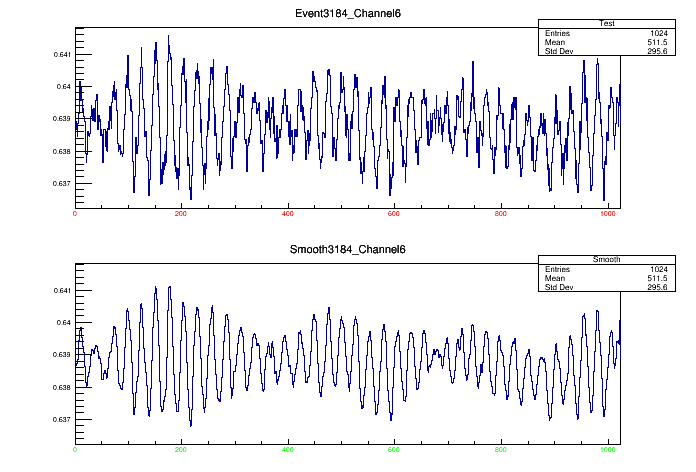 Event3184_Channel6
Test
Entries 1024
Mean 511.5
Std Dev 295.6
0.641
0.64
0.639
0.638
0.637
0 200 400 600 800 1000
Smooth3184_Channel6
Smooth
Entries 1024
Mean 511.5
Std Dev 295.6
0.641
0.64
0.639
0.638
0.637
0 200 400 600 800 1000